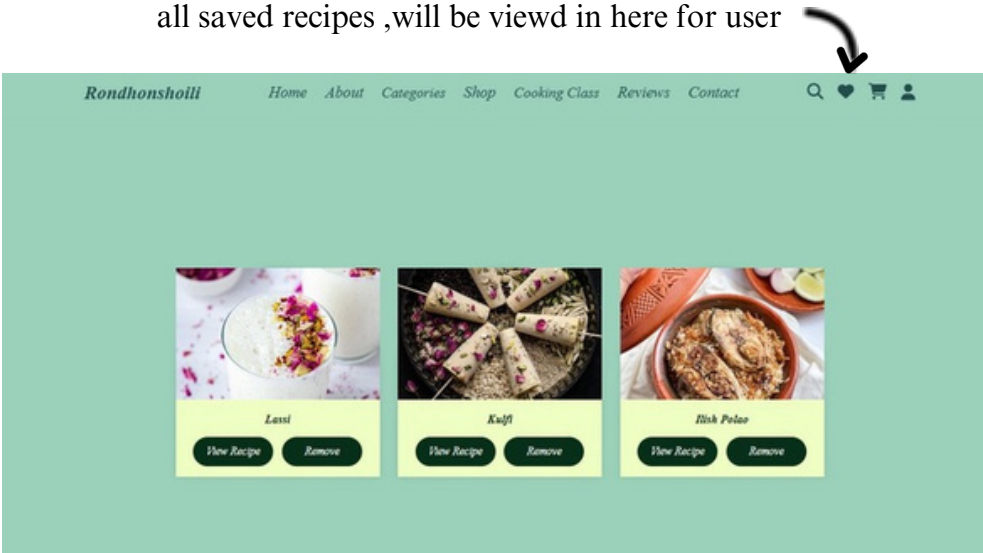 all saved recipes ,will be viewd in here for user
Rondhonshoili Home About Categories Shop Cooking Class Reviews Contact
Lassi Kulfi Ilish Polao
View Recipe Remove View Recipe Remove View Recipe Remove